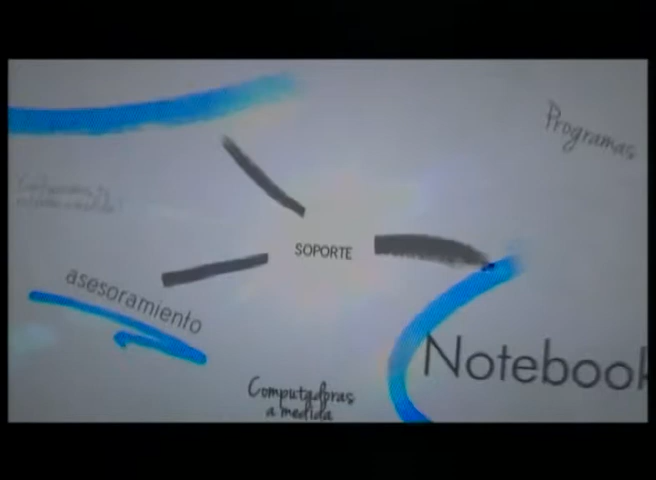 Programas
SOPORTE
asesoramiento
Notebook
Computadoras
a medida